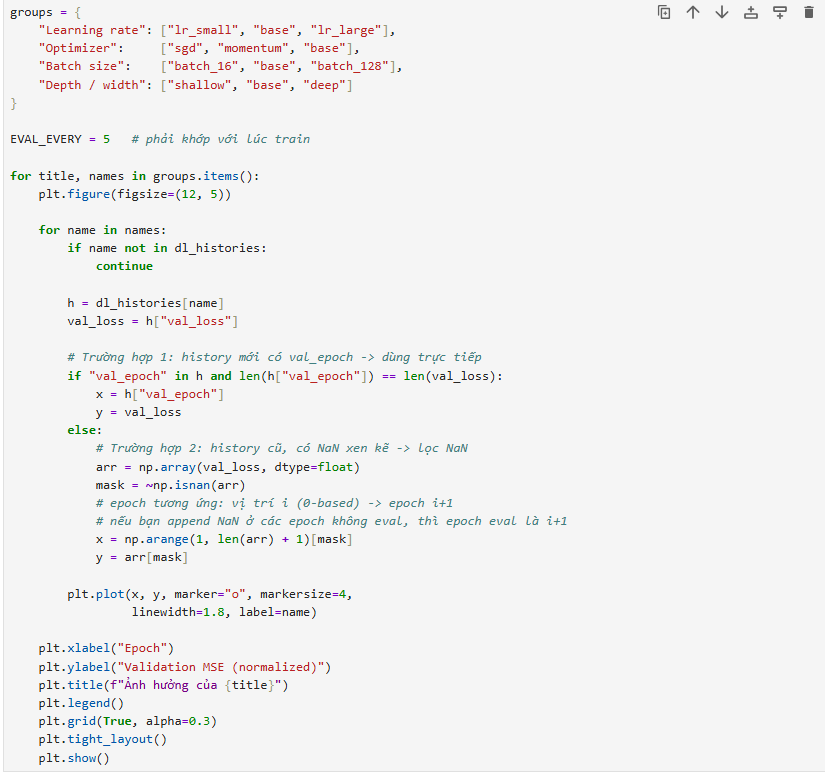 groups = {
    "Learning rate": ["lr_small", "base", "lr_large"],
    "Optimizer":     ["sgd", "momentum", "base"],
    "Batch size":    ["batch_16", "base", "batch_128"],
    "Depth / width": ["shallow", "base", "deep"]
}
EVAL_EVERY = 5   # phải khớp với lúc train
for title, names in groups.items():
    plt.figure(figsize=(12, 5))
    for name in names:
        if name not in dl_histories:
            continue
        h = dl_histories[name]
        val_loss = h["val_loss"]
        # Trường hợp 1: history mới có val_epoch -> dùng trực tiếp
        if "val_epoch" in h and len(h["val_epoch"]) == len(val_loss):
            x = h["val_epoch"]
            y = val_loss
        else:
            # Trường hợp 2: history cũ, có NaN xen kẽ -> lọc NaN
            arr = np.array(val_loss, dtype=float)
            mask = ~np.isnan(arr)
            # epoch tương ứng: vị trí i (0-based) -> epoch i+1
            # nếu bạn append NaN ở các epoch không eval, thì epoch eval là i+1
            x = np.arange(1, len(arr) + 1)[mask]
            y = arr[mask]
        plt.plot(x, y, marker="o", markersize=4,
                 linewidth=1.8, label=name)
    plt.xlabel("Epoch")
    plt.ylabel("Validation MSE (normalized)")
    plt.title(f"Ảnh hưởng của {title}")
    plt.legend()
    plt.grid(True, alpha=0.3)
    plt.tight_layout()
    plt.show()